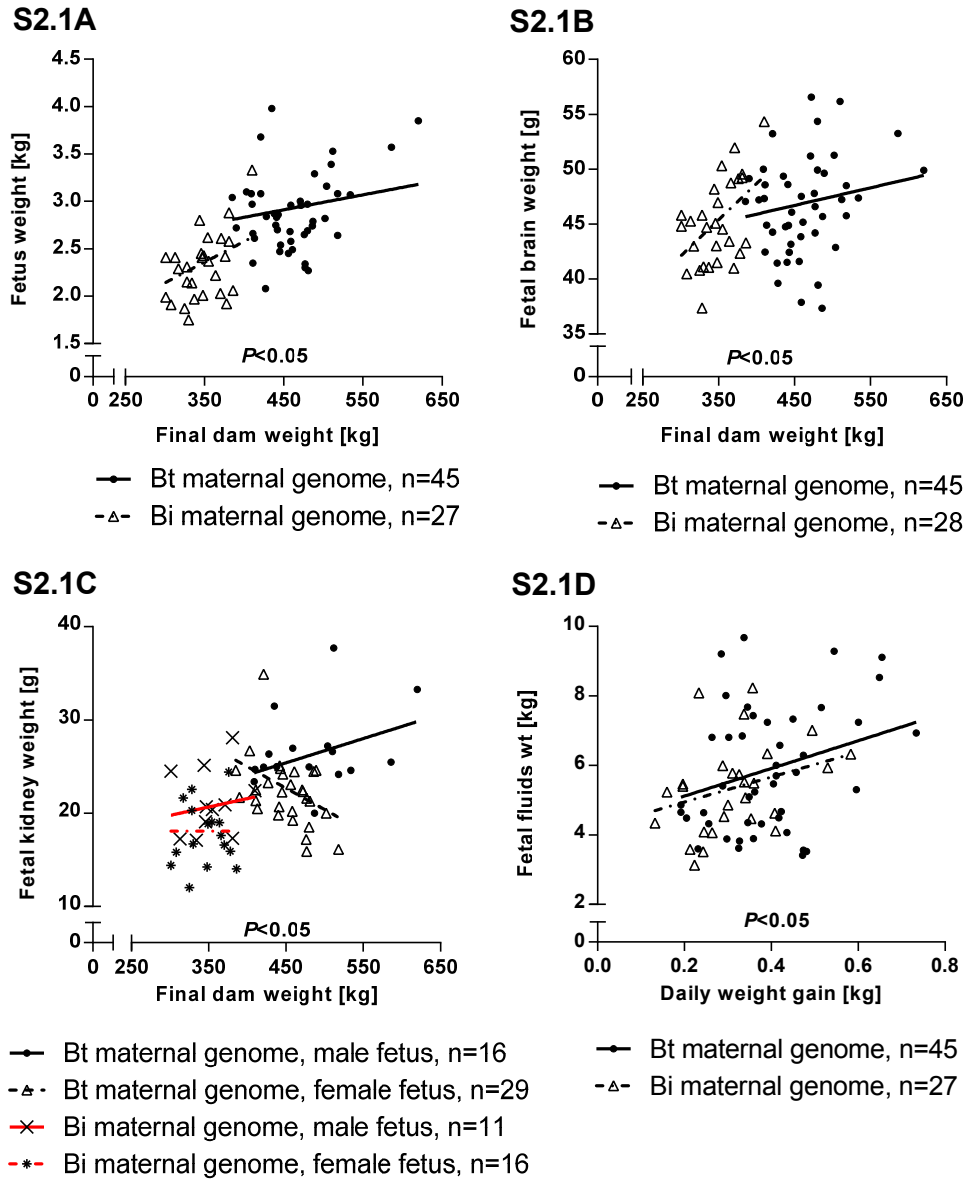 S2.1A
Fetus weight [kg]
4.5
4.0
3.5
3.0
2.5
2.0
1.5
0
P<0.05
0 250 350 450 550 650
Final dam weight [kg]
Bt maternal genome, n=45
Bi maternal genome, n=27
S2.1B
Fetal brain weight [g]
60
55
50
45
40
35
0
P<0.05
0 250 350 450 550 650
Final dam weight [kg]
Bt maternal genome, n=45
Bi maternal genome, n=28
S2.1C
Fetal kidney weight [g]
40
30
20
10
0
P<0.05
0 250 350 450 550 650
Final dam weight [kg]
Bt maternal genome, male fetus, n=16
Bt maternal genome, female fetus, n=29
Bi maternal genome, male fetus, n=11
Bi maternal genome, female fetus, n=16
S2.1D
Fetal fluids wt [kg]
10
8
6
4
2
0
P<0.05
0.0 0.2 0.4 0.6 0.8
Daily weight gain [kg]
Bt maternal genome, n=45
Bi maternal genome, n=27